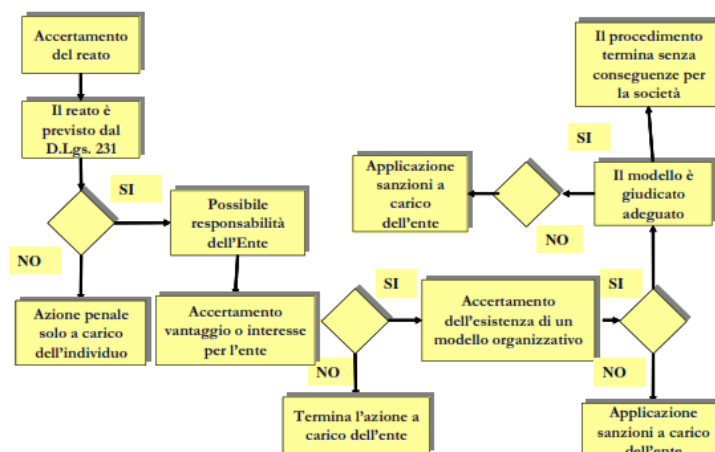 Accertamento
del reato
Il reato è
previsto dal
D.Lgs. 231
SI
NO
Possibile
responsabilità
dell'Ente
Azione penale
solo a carico
dell'individuo
Accertamento
vantaggio o interesse
per l'ente
SI
NO
Termina l'azione a
carico dell'ente
Accertamento
dell'esistenza di un
modello organizzativo
SI
NO
Applicazione
sanzioni a carico
dell'ente
Il modello è
giudicato
adeguato
SI
NO
Il procedimento
termina senza
conseguenze per
la società
Applicazione
sanzioni a
carico
dell'ente